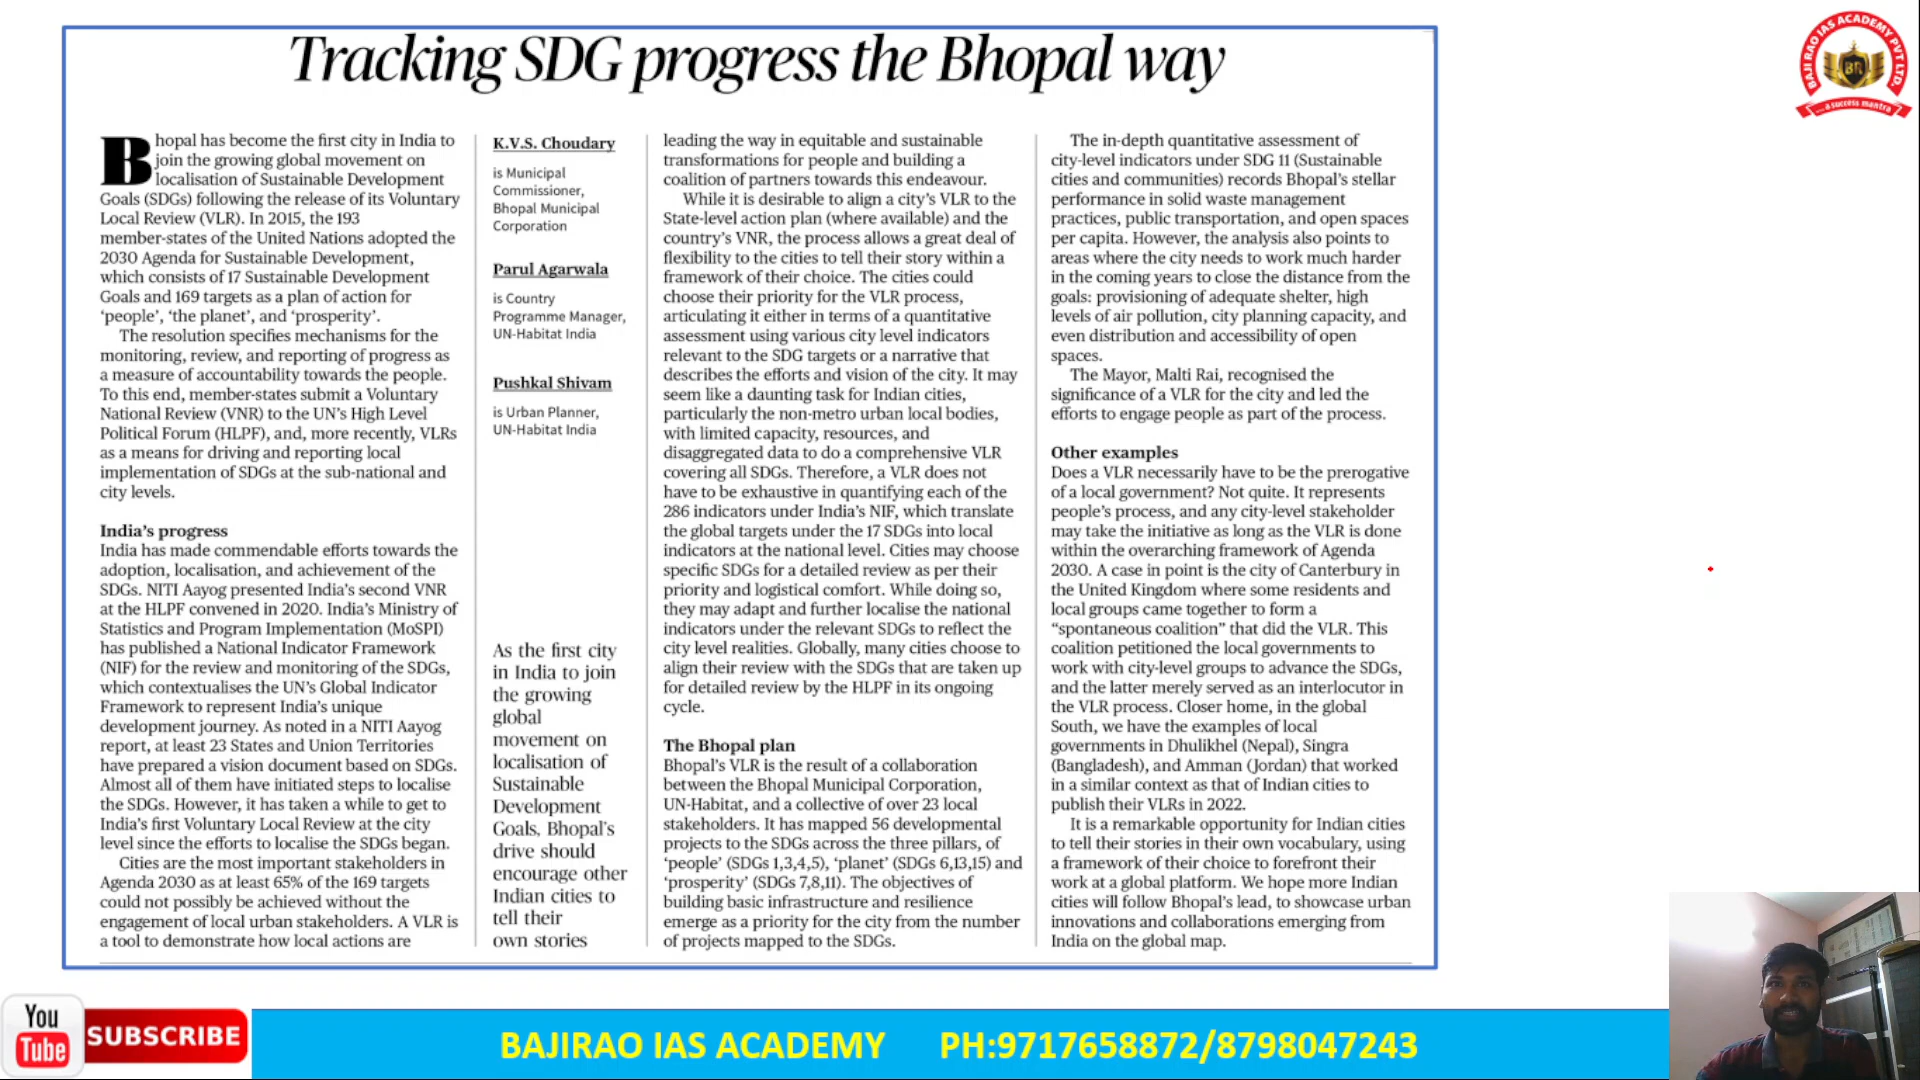 Tracking SDG progress the Bhopal way
Bhopal has become the first city in India to
join the growing global movement on
localisation of Sustainable Development
Goals (SDGs) following the release of its Voluntary
Local Review (VLR). In 2015, the 193
member-states of the United Nations adopted the
2030 Agenda for Sustainable Development,
which consists of 17 Sustainable Development
Goals and 169 targets as a plan of action for
‘people’, ‘the planet’, and ‘prosperity’.
The resolution specifies mechanisms for the
monitoring, review, and reporting of progress as
a measure of accountability towards the people.
To this end, member-states submit a Voluntary
National Review (VNR) to the UN’s High Level
Political Forum (HLPF), and, more recently, VLRs
as a means for driving and reporting local
implementation of SDGs at the sub-national and
city levels.
India’s progress
India has made commendable efforts towards the
adoption, localisation, and achievement of the
SDGs. NITI Aayog presented India’s second VNR
at the HLPF convened in 2020. India’s Ministry of
Statistics and Program Implementation (MoSPI)
has published a National Indicator Framework
(NIF) for the review and monitoring of the SDGs,
which contextualises the UN’s Global Indicator
Framework to represent India’s unique
development journey. As noted in a NITI Aayog
report, at least 23 States and Union Territories
have prepared a vision document based on SDGs.
Almost all of them have initiated steps to localise
the SDGs. However, it has taken a while to get to
India’s first Voluntary Local Review at the city
level since the efforts to localise the SDGs began.
Cities are the most important stakeholders in
Agenda 2030 as at least 65% of the 169 targets
could not possibly be achieved without the
engagement of local urban stakeholders. A VLR is
a tool to demonstrate how local actions are
K.V.S. Choudary
is Municipal
Commissioner,
Bhopal Municipal
Corporation
Parul Agarwala
is Country
Programme Manager,
UN-Habitat India
Pushkal Shivam
is Urban Planner,
UN-Habitat India
As the first city
in India to join
the growing
global
movement on
localisation of
Sustainable
Development
Goals, Bhopal’s
drive should
encourage other
Indian cities to
tell their
own stories
leading the way in equitable and sustainable
transformations for people and building a
coalition of partners towards this endeavour.
While it is desirable to align a city’s VLR to the
State-level action plan (where available) and the
country’s VNR, the process allows a great deal of
flexibility to the cities to tell their story within a
framework of their choice. The cities could
choose their priority for the VLR process,
articulating it either in terms of a quantitative
assessment using various city level indicators
relevant to the SDG targets or a narrative that
describes the efforts and vision of the city. It may
seem like a daunting task for Indian cities,
particularly the non-metro urban local bodies,
with limited capacity, resources, and
disaggregated data to do a comprehensive VLR
covering all SDGs. Therefore, a VLR does not
have to be exhaustive in quantifying each of the
286 indicators under India’s NIF, which translate
the global targets under the 17 SDGs into local
indicators at the national level. Cities may choose
specific SDGs for a detailed review as per their
priority and logistical comfort. While doing so,
they may adapt and further localise the national
indicators under the relevant SDGs to reflect the
city level realities. Globally, many cities choose to
align their review with the SDGs that are taken up
for detailed review by the HLPF in its ongoing
cycle.
The Bhopal plan
Bhopal’s VLR is the result of a collaboration
between the Bhopal Municipal Corporation,
UN-Habitat, and a collective of over 23 local
stakeholders. It has mapped 56 developmental
projects to the SDGs across the three pillars, of
‘people’ (SDGs 1,3,4,5), ‘planet’ (SDGs 6,13,15) and
‘prosperity’ (SDGs 7,8,11). The objectives of
building basic infrastructure and resilience
emerge as a priority for the city from the number
of projects mapped to the SDGs.
The in-depth quantitative assessment of
city-level indicators under SDG 11 (Sustainable
cities and communities) records Bhopal’s stellar
performance in solid waste management
practices, public transportation, and open spaces
per capita. However, the analysis also points to
areas where the city needs to work much harder
in the coming years to close the distance from the
goals: provisioning of adequate shelter, high
levels of air pollution, city planning capacity, and
even distribution and accessibility of open
spaces.
The Mayor, Malti Rai, recognised the
significance of a VLR for the city and led the
efforts to engage people as part of the process.
Other examples
Does a VLR necessarily have to be the prerogative
of a local government? Not quite. It represents
people’s process, and any city-level stakeholder
may take the initiative as long as the VLR is done
within the overarching framework of Agenda
2030. A case in point is the city of Canterbury in
the United Kingdom where some residents and
local groups came together to form a
“spontaneous coalition” that did the VLR. This
coalition petitioned the local governments to
work with city-level groups to advance the SDGs,
and the latter merely served as an interlocutor in
the VLR process. Closer home, in the global
South, we have the examples of local
governments in Dhulikhel (Nepal), Singra
(Bangladesh), and Amman (Jordan) that worked
in a similar context as that of Indian cities to
publish their VLRs in 2022.
It is a remarkable opportunity for Indian cities
to tell their stories in their own vocabulary, using
a framework of their choice to forefront their
work at a global platform. We hope more Indian
cities will follow Bhopal’s lead, to showcase urban
innovations and collaborations emerging from
India on the global map.
BAJI RAO IAS ACADEMY PVT LTD.
BR
...a success mantra
You
Tube
SUBSCRIBE
BAJIRAO IAS ACADEMY PH:9717658872/8798047243